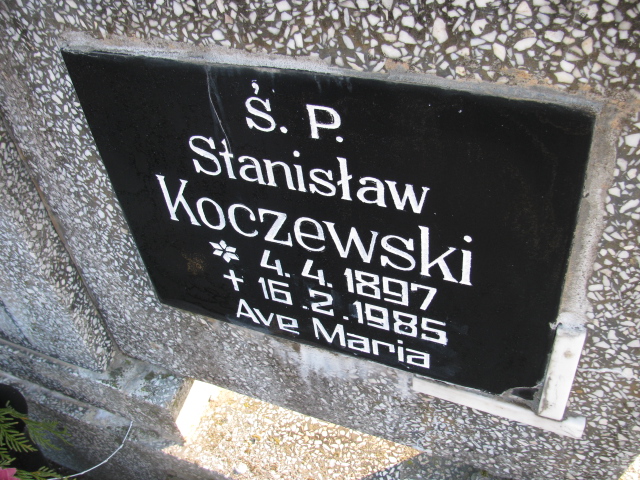 Ś. P.
Stanisław
Koczewski
* 4. 4. 1897
+ 16. 2. 1985
Ave Maria